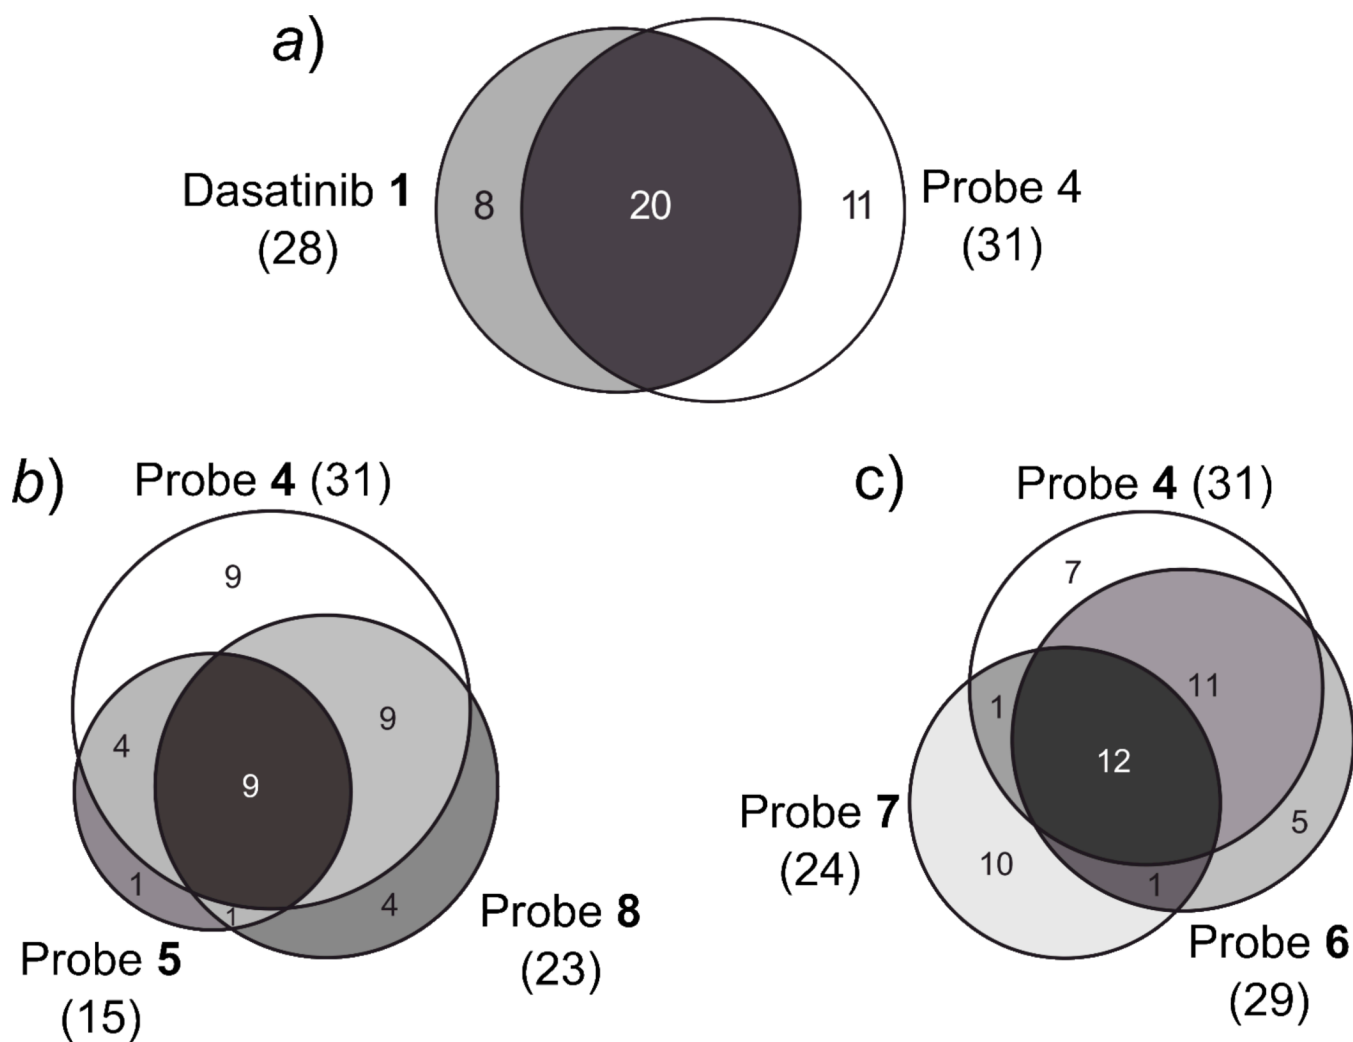 a)
Dasatinib 1
(28)
8
20
11
Probe 4
(31)
b)
Probe 4 (31)
9
4
9
9
1
1
4
Probe 5
(15)
Probe 8
(23)
c)
Probe 4 (31)
7
1
11
12
10
1
5
Probe 7
(24)
Probe 6
(29)